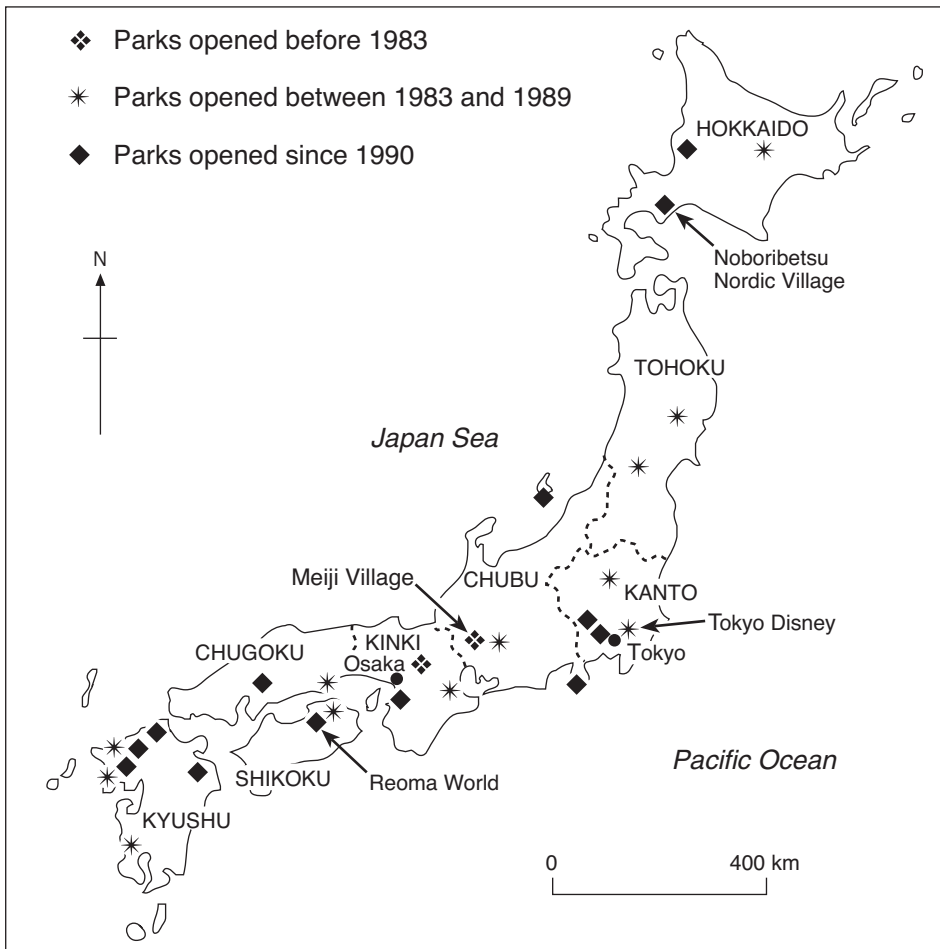 Parks opened before 1983
Parks opened between 1983 and 1989
Parks opened since 1990
HOKKAIDO
N
Noboribetsu
Nordic Village
TOHOKU
Japan Sea
Meiji Village
CHUBU
KANTO
Tokyo Disney
Tokyo
KINKI
CHUGOKU
Osaka
Pacific Ocean
SHIKOKU
Reoma World
KYUSHU
0
400 km